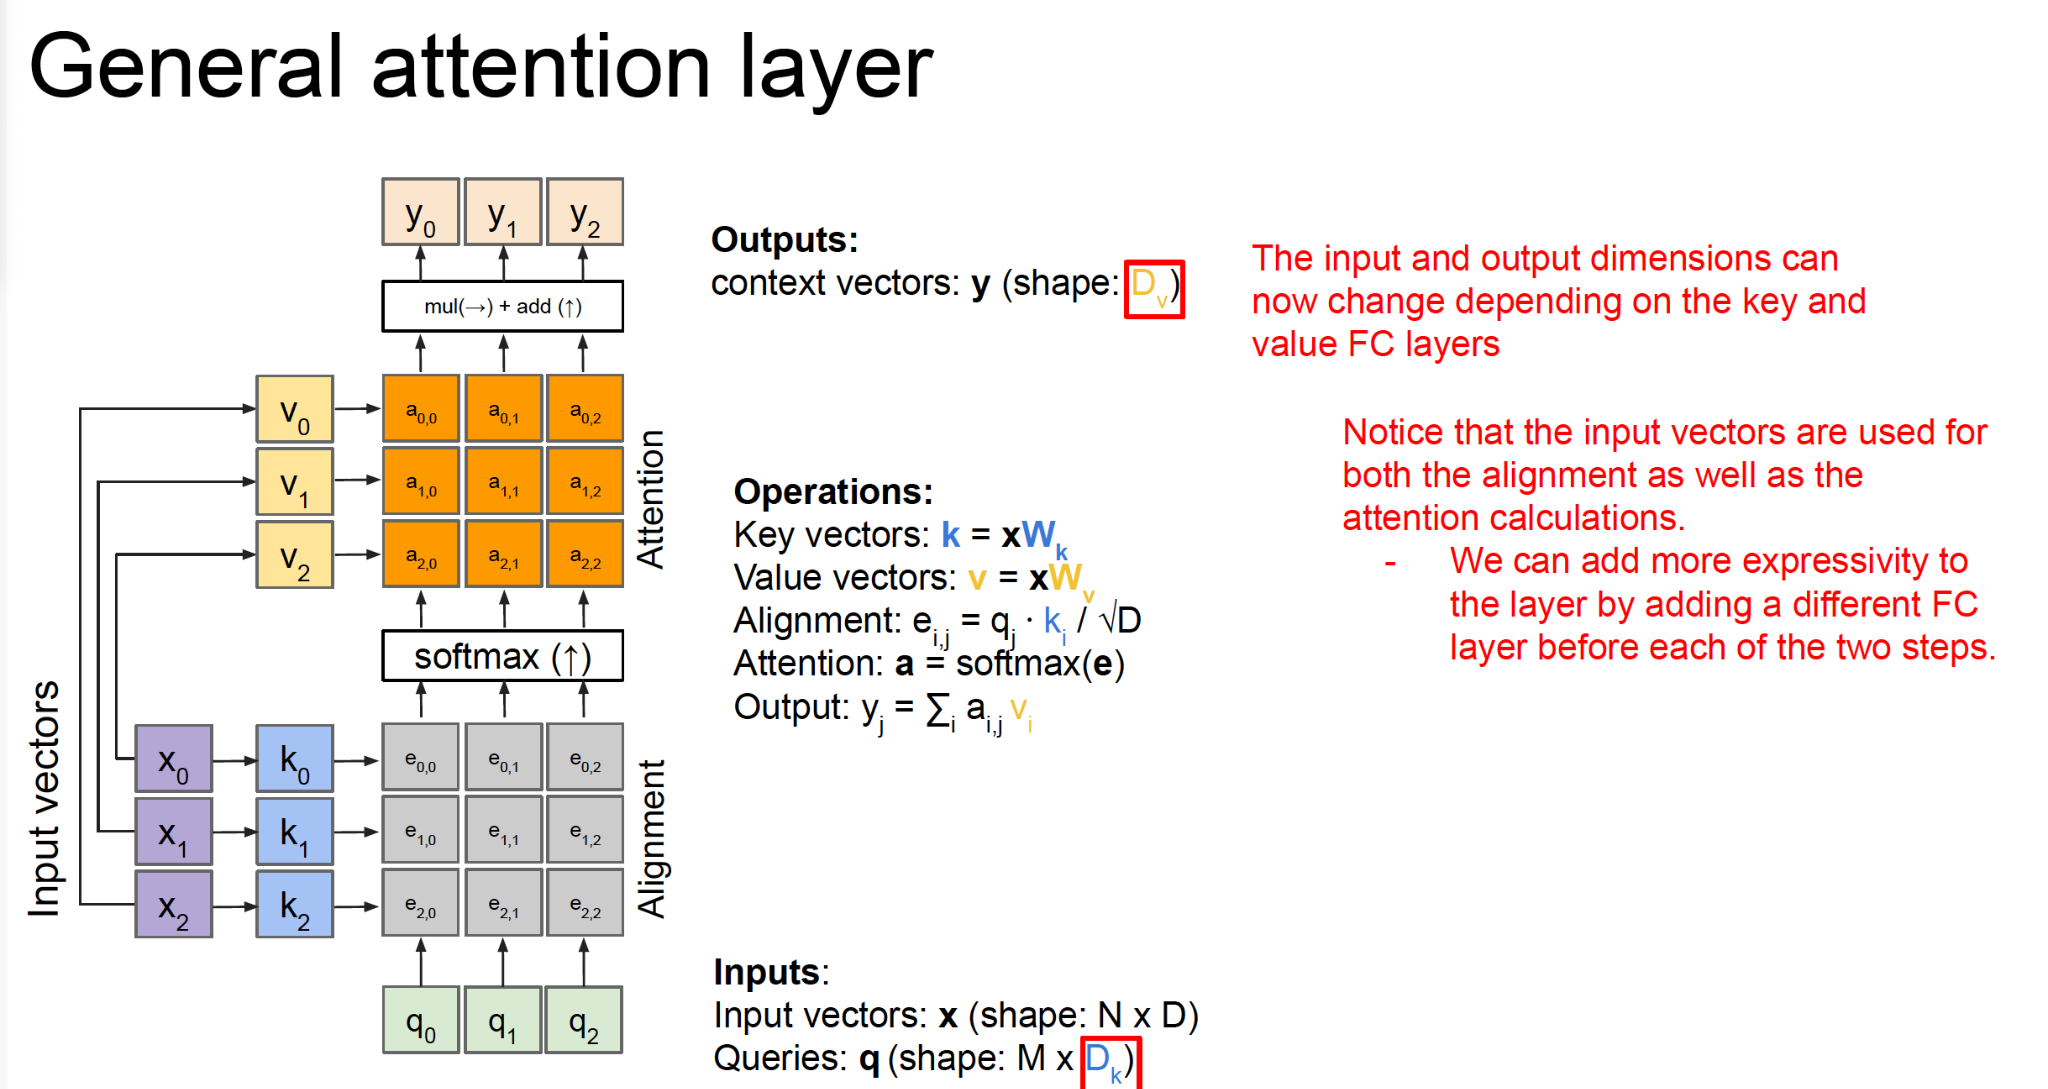 General attention layer
y0 y1 y2
mul(→) + add (↑)
v0 a0,0 a0,1 a0,2
v1 a1,0 a1,1 a1,2
v2 a2,0 a2,1 a2,2
Attention
softmax (↑)
Input vectors
x0 k0 e0,0 e0,1 e0,2
x1 k1 e1,0 e1,1 e1,2
x2 k2 e2,0 e2,1 e2,2
Alignment
q0 q1 q2
Outputs:
context vectors: y (shape: Dv)
Operations:
Key vectors: k = xWk
Value vectors: v = xWv
Alignment: ei,j = qj · ki / √D
Attention: a = softmax(e)
Output: yj = ∑i ai,j vi
Inputs:
Input vectors: x (shape: N x D)
Queries: q (shape: M x Dk)
The input and output dimensions can
now change depending on the key and
value FC layers
Notice that the input vectors are used for
both the alignment as well as the
attention calculations.
- We can add more expressivity to
the layer by adding a different FC
layer before each of the two steps.